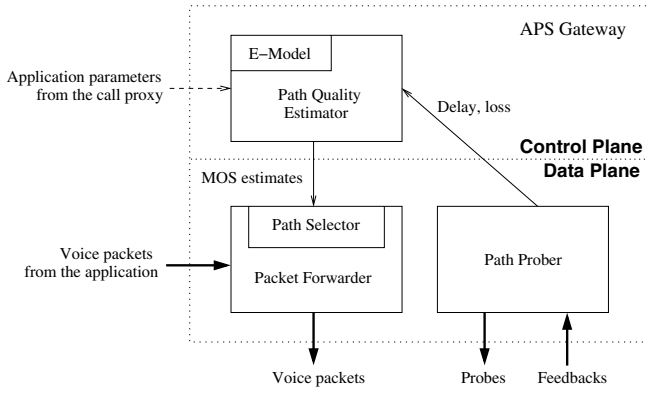 APS Gateway
E−Model
Application parameters
from the call proxy
Path Quality
Estimator
Delay, loss
Control Plane
Data Plane
MOS estimates
Path Selector
Voice packets
from the application
Packet Forwarder
Path Prober
Voice packets
Probes
Feedbacks